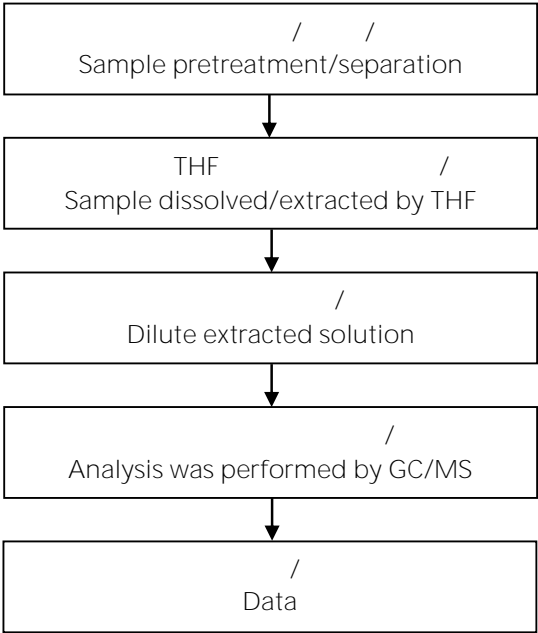 / /
Sample pretreatment/separation
THF /
Sample dissolved/extracted by THF
/
Dilute extracted solution
/
Analysis was performed by GC/MS
/
Data